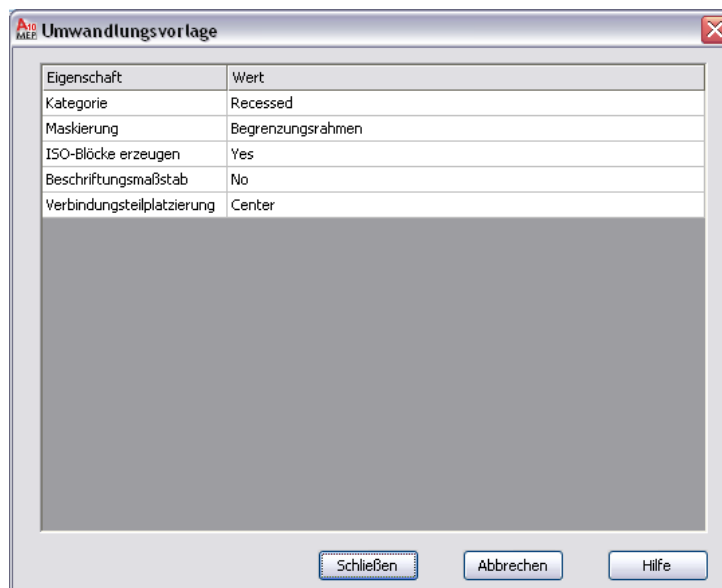 A10
MEP Umwandlungsvorlage
Eigenschaft Wert
Kategorie Recessed
Maskierung Begrenzungsrahmen
ISO-Blöcke erzeugen Yes
Beschriftungsmaßstab No
Verbindungsteilplatzierung Center
Schließen Abbrechen Hilfe